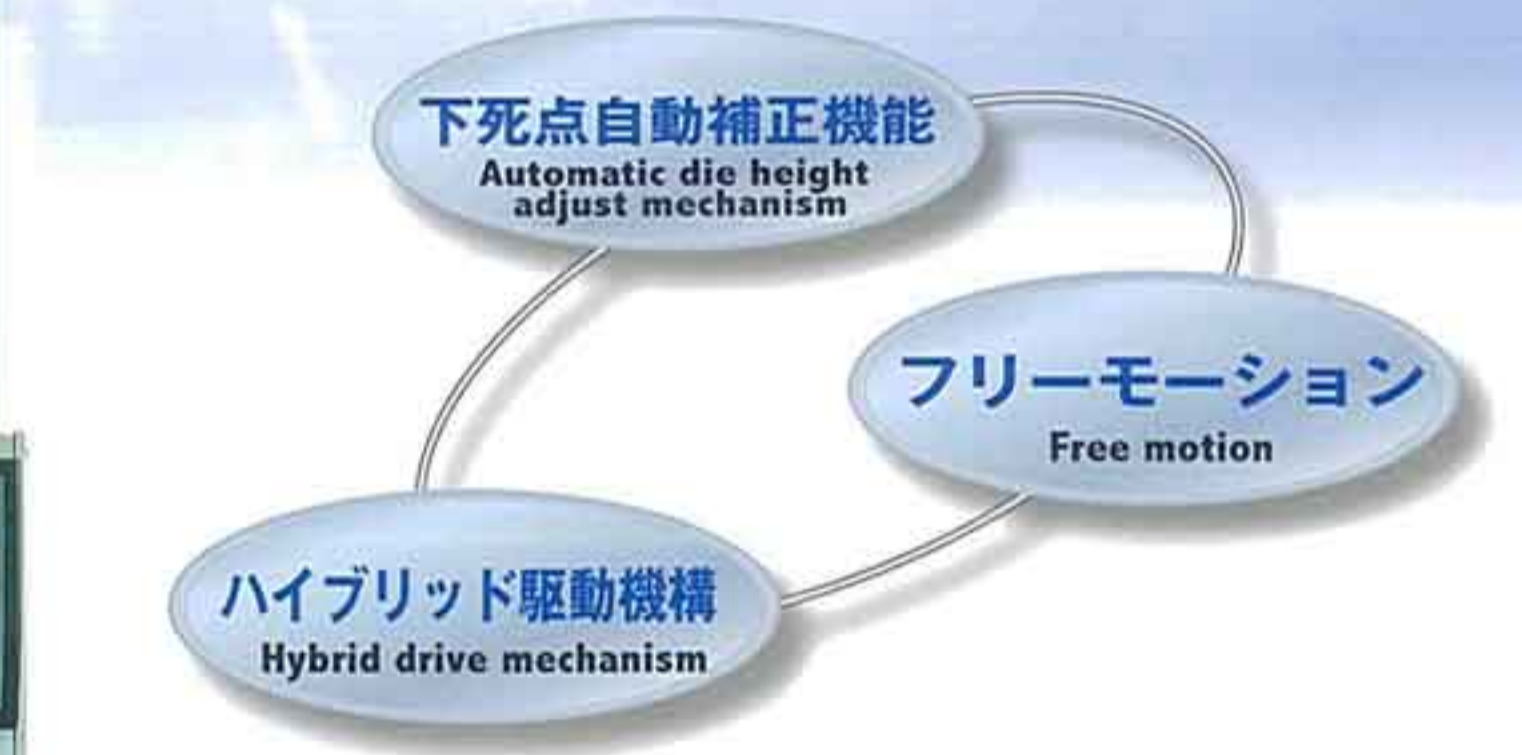 下死点自動補正機能
Automatic die height
adjust mechanism
フリーモーション
Free motion
ハイブリッド駆動機構
Hybrid drive mechanism